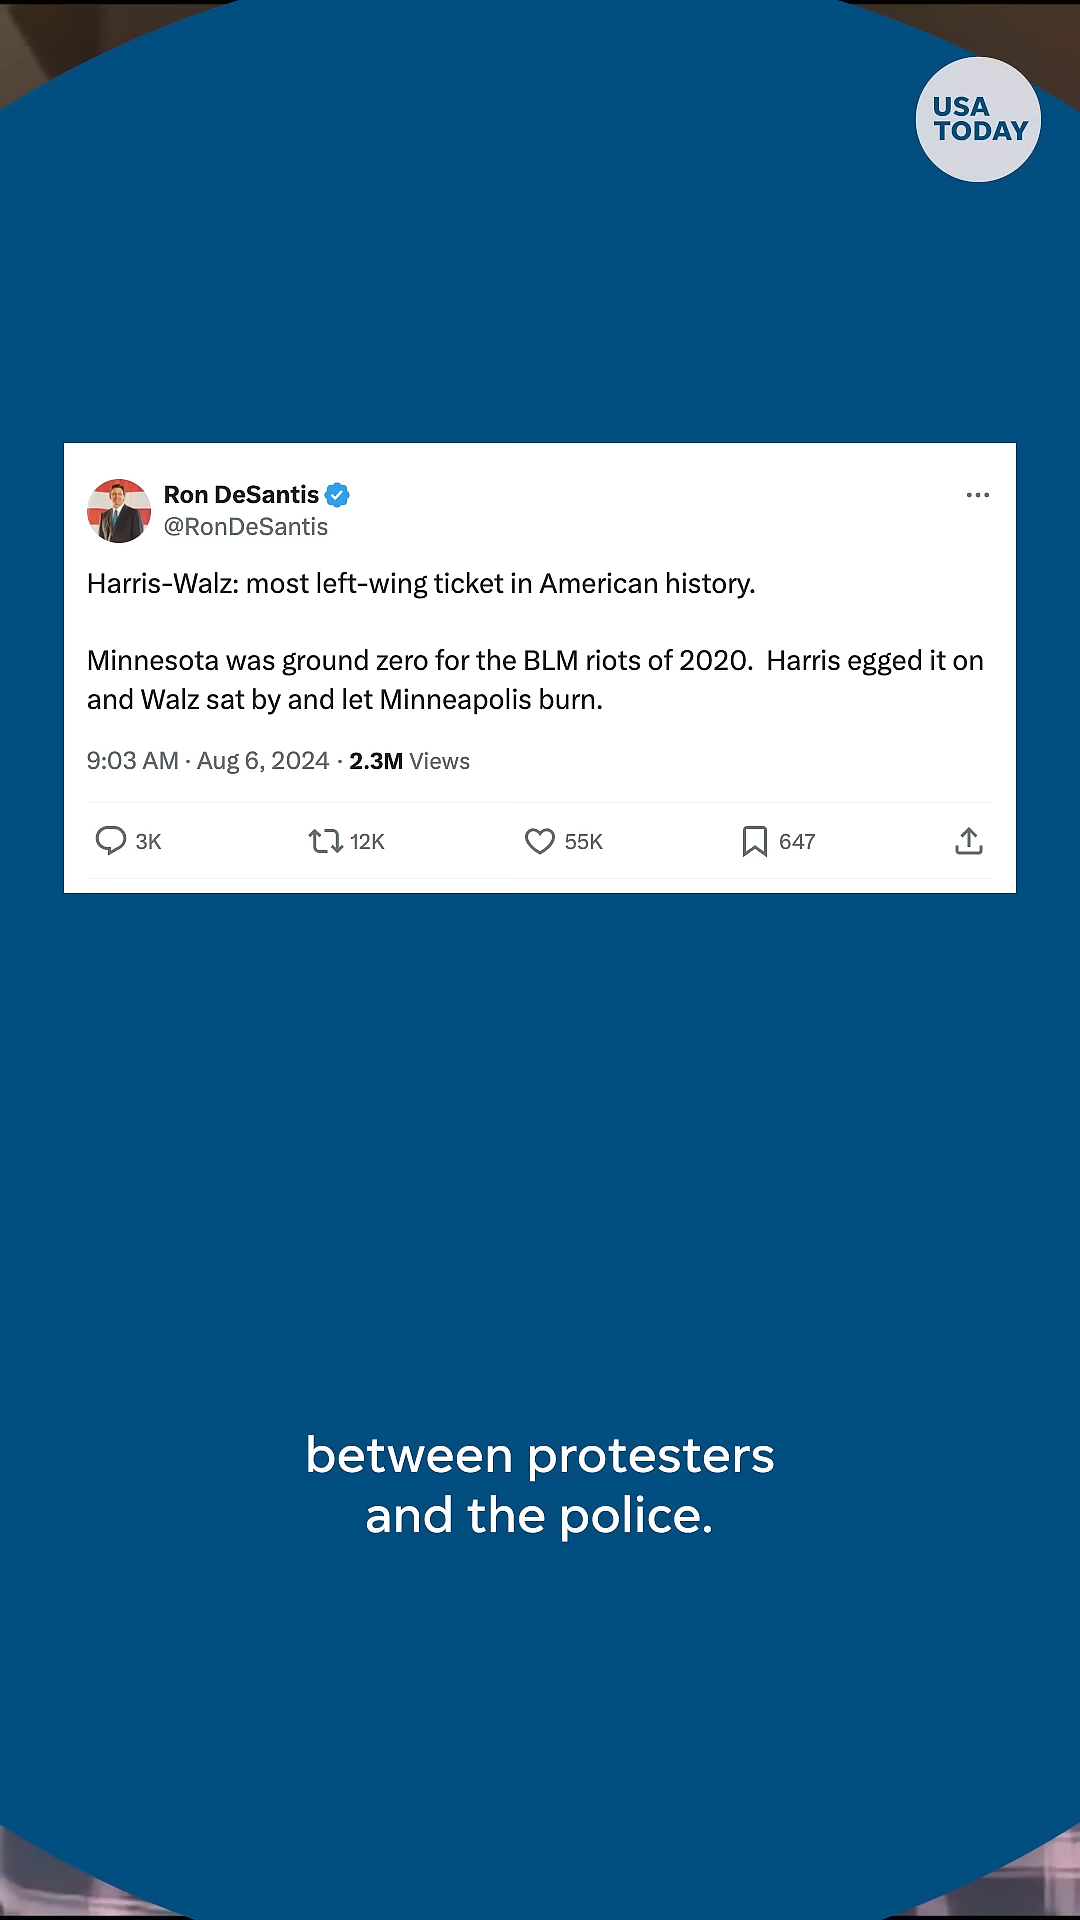 USA
TODAY
Ron DeSantis
@RonDeSantis
Harris-Walz: most left-wing ticket in American history.
Minnesota was ground zero for the BLM riots of 2020.  Harris egged it on
and Walz sat by and let Minneapolis burn.
9:03 AM · Aug 6, 2024 · 2.3M Views
3K 12K 55K 647
between protesters
and the police.